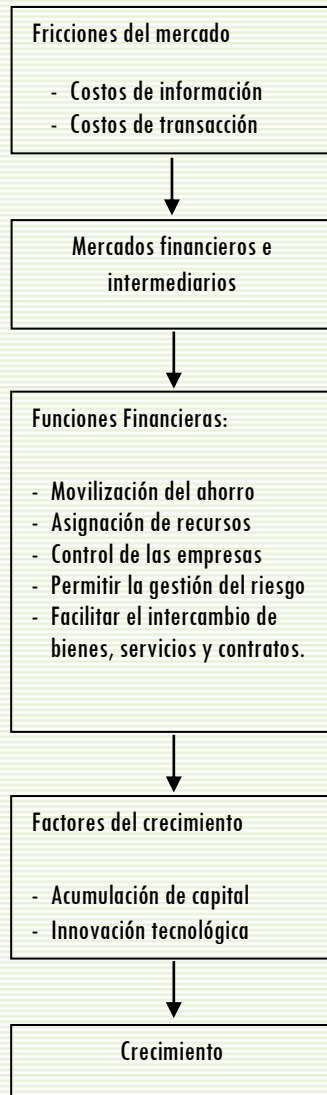 Fricciones del mercado
- Costos de información
- Costos de transacción
Mercados financieros e
intermediarios
Funciones Financieras:
- Movilización del ahorro
- Asignación de recursos
- Control de las empresas
- Permitir la gestión del riesgo
- Facilitar el intercambio de
bienes, servicios y contratos.
Factores del crecimiento
- Acumulación de capital
- Innovación tecnológica
Crecimiento